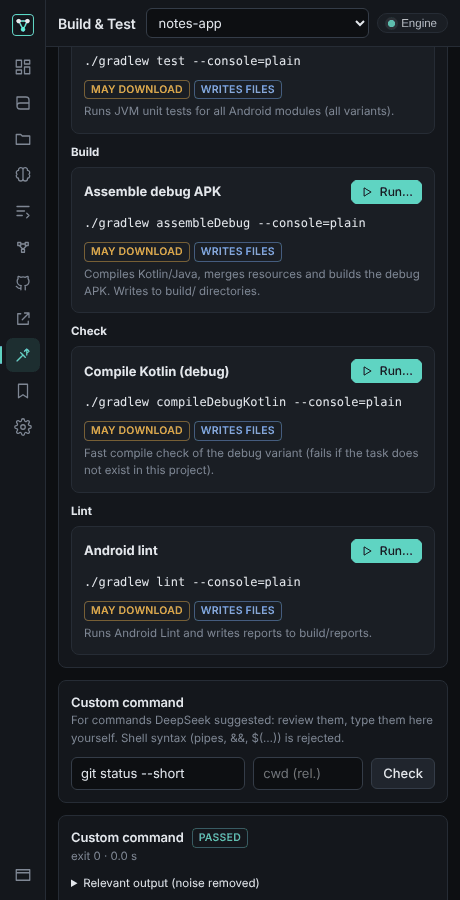 Build & Test
notes-app
Engine
./gradlew test --console=plain
MAY DOWNLOAD WRITES FILES
Runs JVM unit tests for all Android modules (all variants).
Build
Assemble debug APK
Run...
./gradlew assembleDebug --console=plain
MAY DOWNLOAD WRITES FILES
Compiles Kotlin/Java, merges resources and builds the debug
APK. Writes to build/ directories.
Check
Compile Kotlin (debug)
Run...
./gradlew compileDebugKotlin --console=plain
MAY DOWNLOAD WRITES FILES
Fast compile check of the debug variant (fails if the task does
not exist in this project).
Lint
Android lint
Run...
./gradlew lint --console=plain
MAY DOWNLOAD WRITES FILES
Runs Android Lint and writes reports to build/reports.
Custom command
For commands DeepSeek suggested: review them, type them here
yourself. Shell syntax (pipes, &&, $(...)) is rejected.
git status --short
cwd (rel.)
Check
Custom command PASSED
exit 0 · 0.0 s
Relevant output (noise removed)